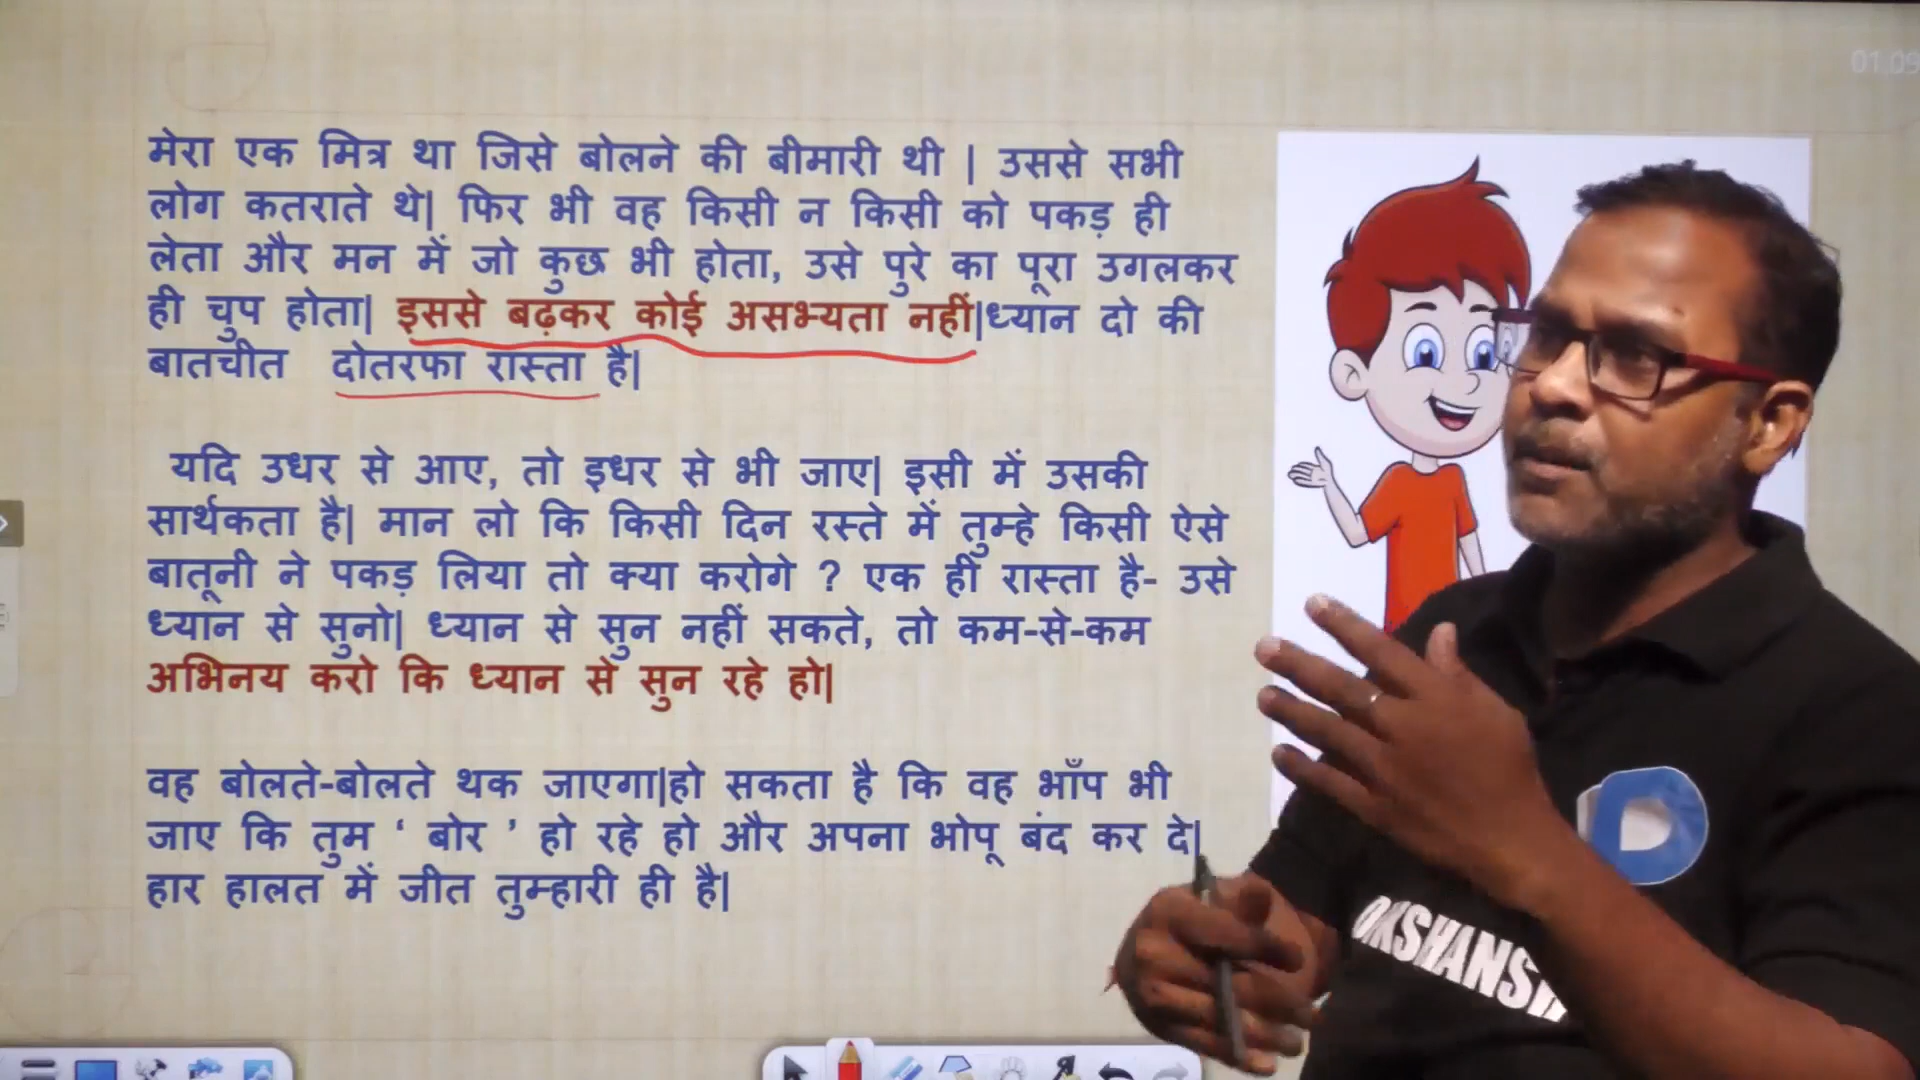 01:09
मेरा एक मित्र था जिसे बोलने की बीमारी थी | उससे सभी
लोग कतराते थे| फिर भी वह किसी न किसी को पकड़ ही
लेता और मन में जो कुछ भी होता, उसे पुरे का पूरा उगलकर
ही चुप होता| इससे बढ़कर कोई असभ्यता नहीं|ध्यान दो की
बातचीत दोतरफा रास्ता है|
यदि उधर से आए, तो इधर से भी जाए| इसी में उसकी
सार्थकता है| मान लो कि किसी दिन रस्ते में तुम्हे किसी ऐसे
बातूनी ने पकड़ लिया तो क्या करोगे ? एक ही रास्ता है- उसे
ध्यान से सुनो| ध्यान से सुन नहीं सकते, तो कम-से-कम
अभिनय करो कि ध्यान से सुन रहे हो|
वह बोलते-बोलते थक जाएगा|हो सकता है कि वह भाँप भी
जाए कि तुम ‘ बोर ’ हो रहे हो और अपना भोपू बंद कर दे|
हार हालत में जीत तुम्हारी ही है|